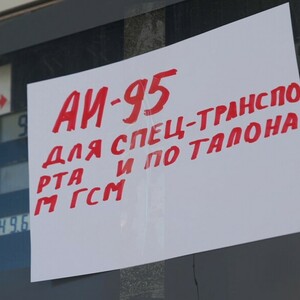 АИ-95
ДЛЯ СПЕЦ-ТРАНСПО
РТА И ПО ТАЛОНА
М ГСМ